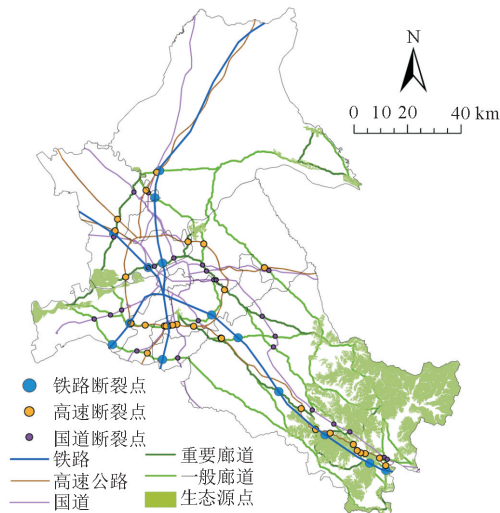 N
0 10 20 40 km
铁路断裂点
高速断裂点
国道断裂点
铁路
高速公路
国道
重要廊道
一般廊道
生态源点